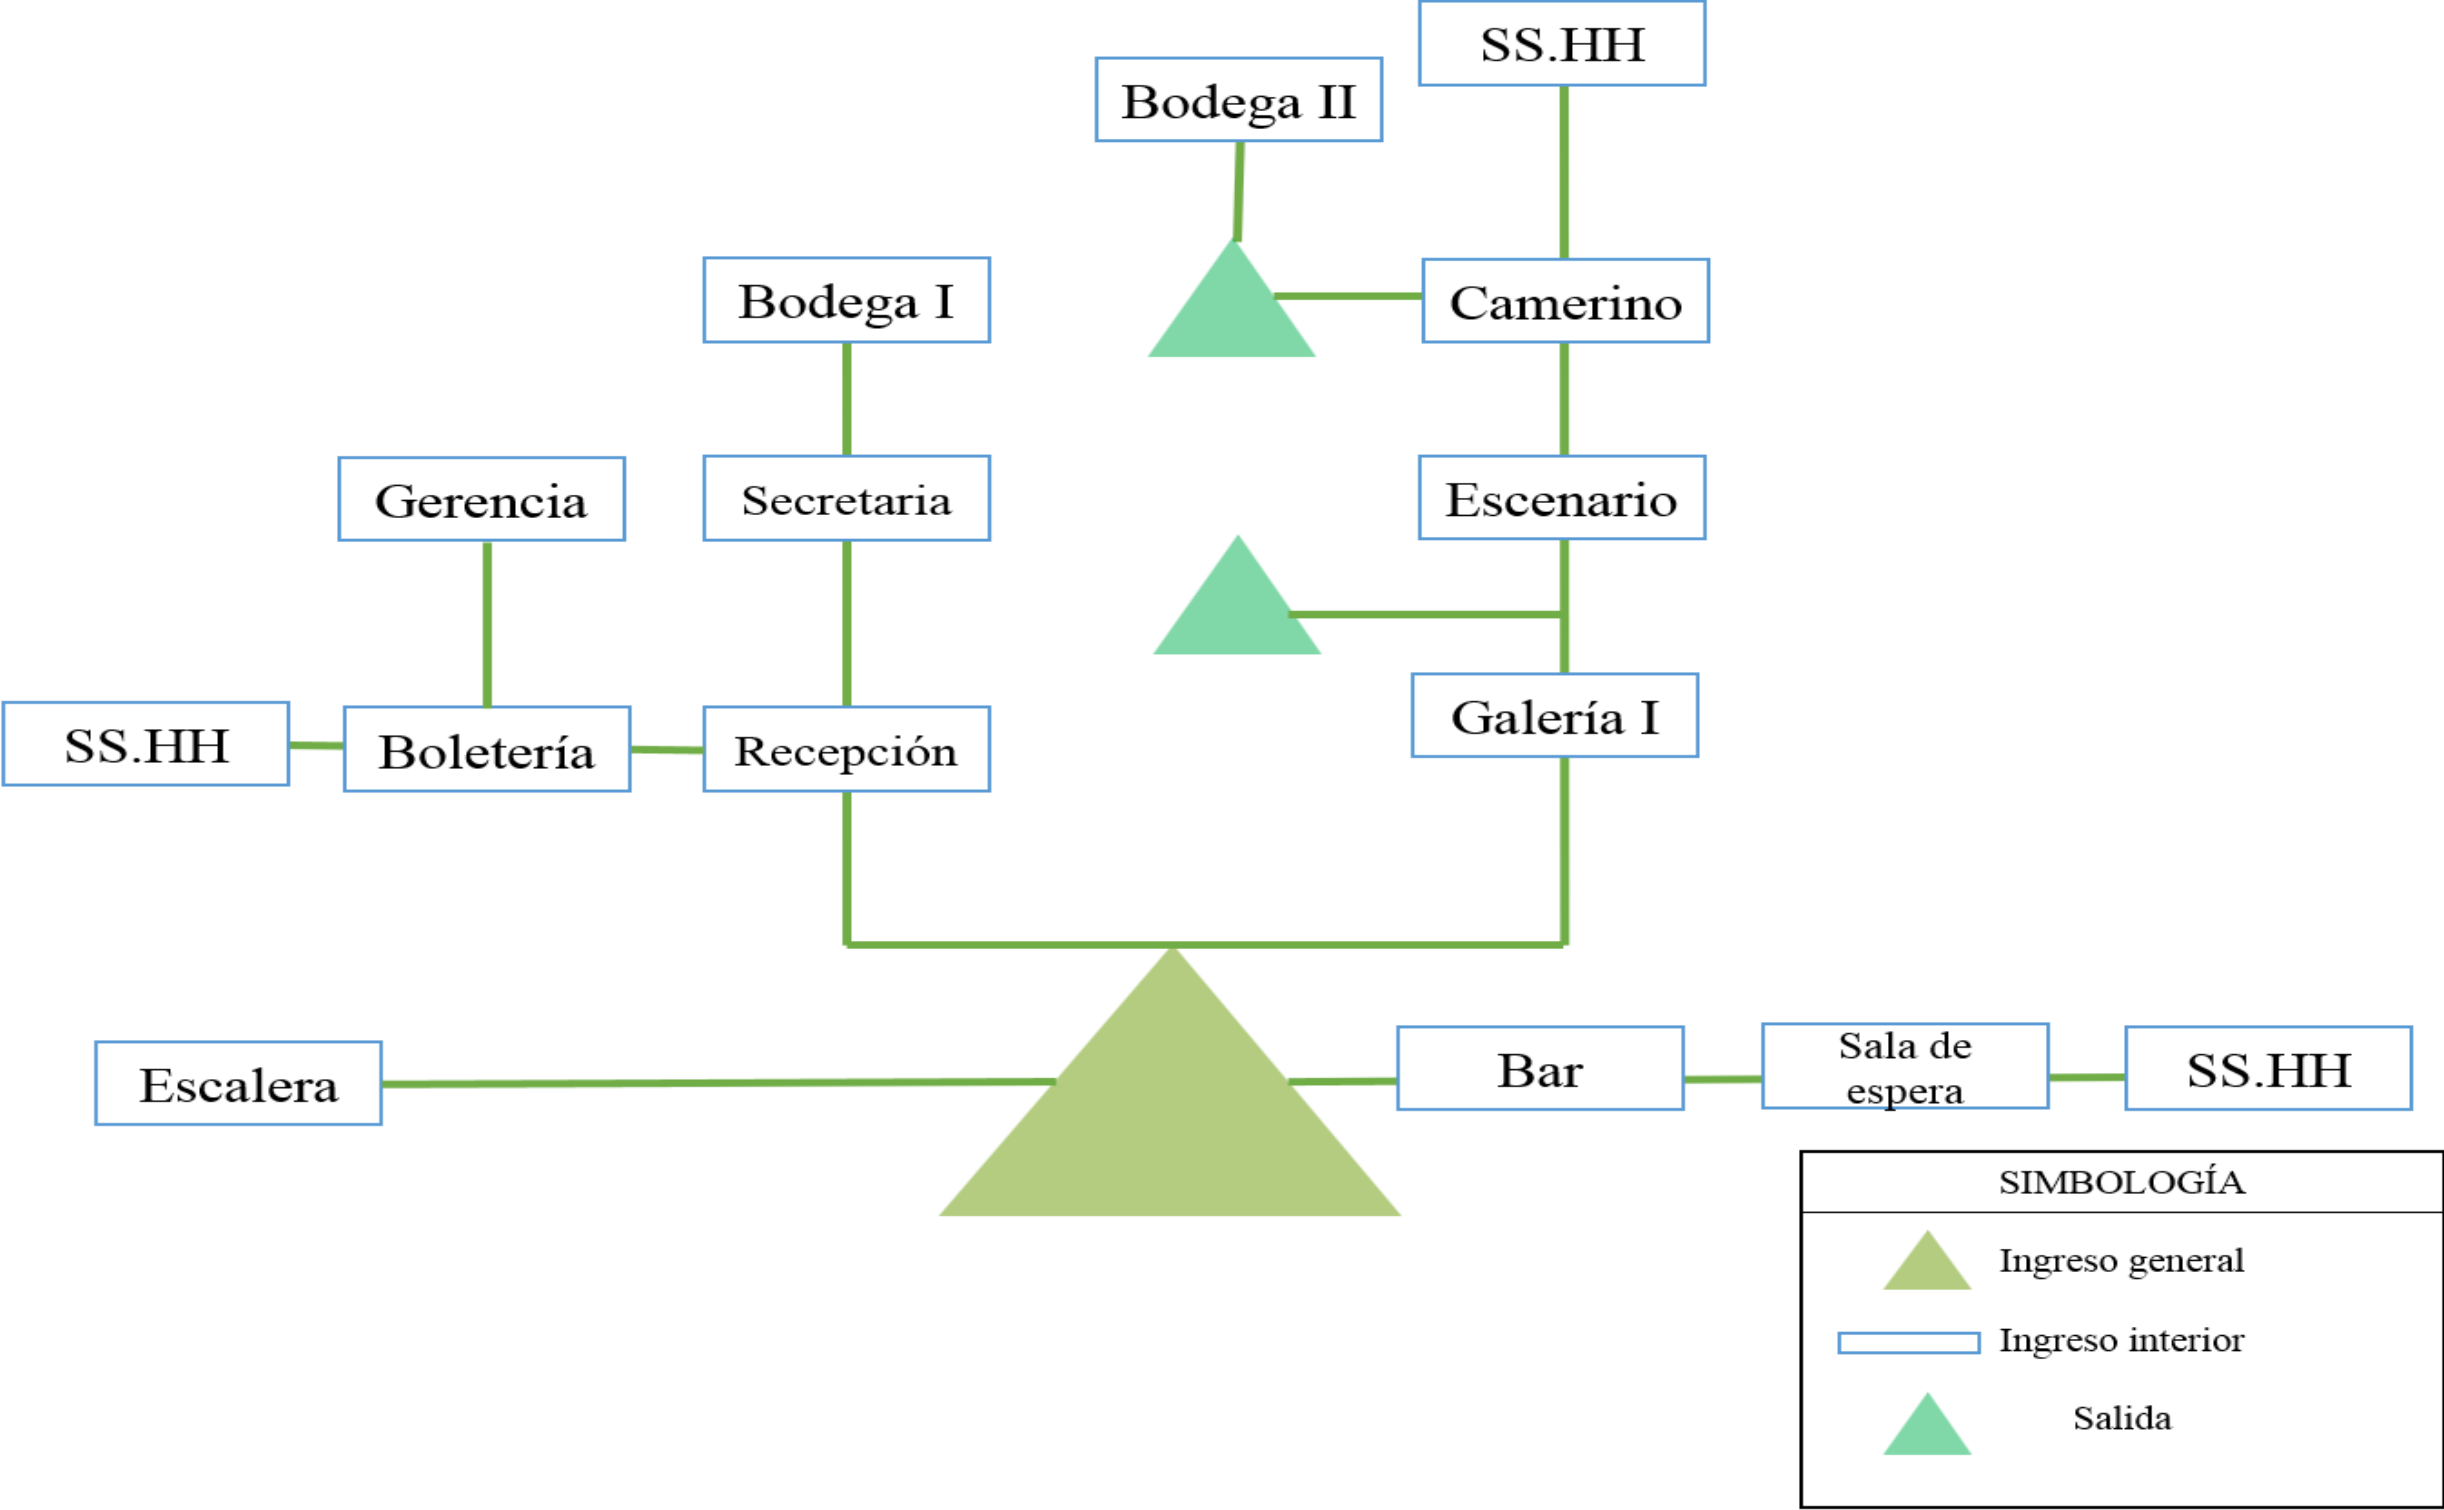 SS.HH
Bodega II
Bodega I
Camerino
Gerencia
Secretaria
Escenario
SS.HH
Boletería
Recepción
Galería I
Escalera
Bar
Sala de
espera
SS.HH
SIMBOLOGÍA
Ingreso general
Ingreso interior
Salida